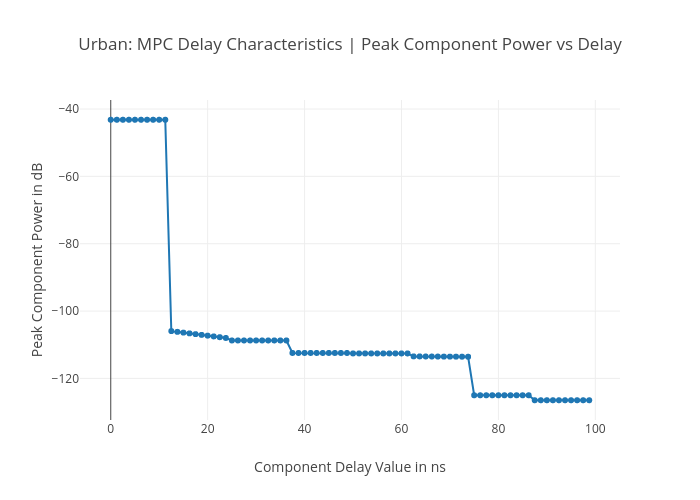 Urban: MPC Delay Characteristics | Peak Component Power vs Delay
Peak Component Power in dB
−40
−60
−80
−100
−120
0 20 40 60 80 100
Component Delay Value in ns